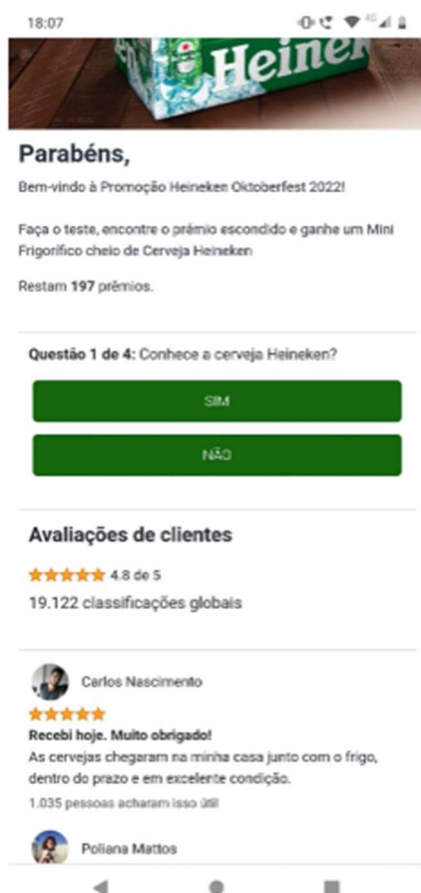 18:07
4G
Heinek
Parabéns,
Bem-vindo à Promoção Heineken Oktoberfest 2022!
Faça o teste, encontre o prémio escondido e ganhe um Mini
Frigorífico cheio de Cerveja Heineken
Restam 197 prêmios.
Questão 1 de 4: Conhece a cerveja Heineken?
SIM
NÃO
Avaliações de clientes
4.8 de 5
19.122 classificações globais
Carlos Nascimento
Recebi hoje. Muito obrigado!
As cervejas chegaram na minha casa junto com o frigo,
dentro do prazo e em excelente condição.
1.035 pessoas acharam isso útil
Poliana Mattos